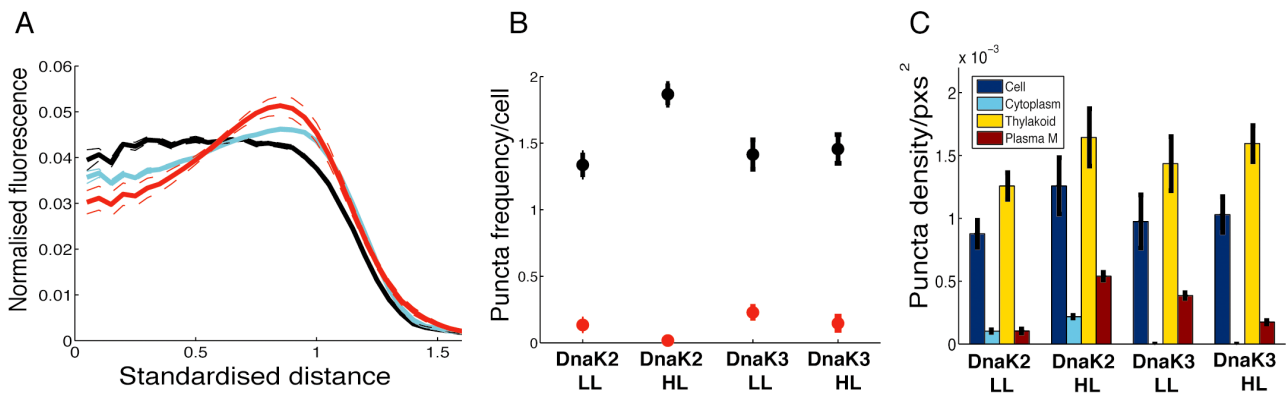 A
Normalised fluorescence
0.06
0.05
0.04
0.03
0.02
0.01
0
0
0.5
1
1.5
Standardised distance
B
Puncta frequency/cell
2
1.5
1
0.5
0
DnaK2 DnaK2 DnaK3 DnaK3
LL HL LL HL
C
Puncta density/pxs²
x 10⁻³
2
1.5
1
0.5
0
Cell
Cytoplasm
Thylakoid
Plasma M
DnaK2 DnaK2 DnaK3 DnaK3
LL HL LL HL